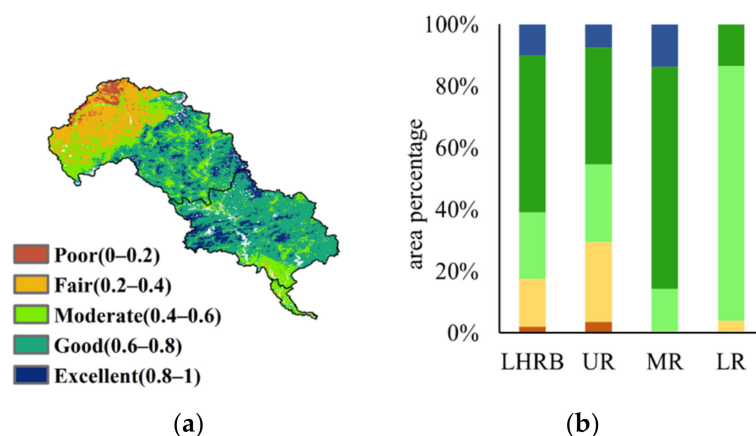 Poor(0–0.2)
Fair(0.2–0.4)
Moderate(0.4–0.6)
Good(0.6–0.8)
Excellent(0.8–1)
(a)
area percentage
100%
80%
60%
40%
20%
0%
LHRB UR MR LR
(b)